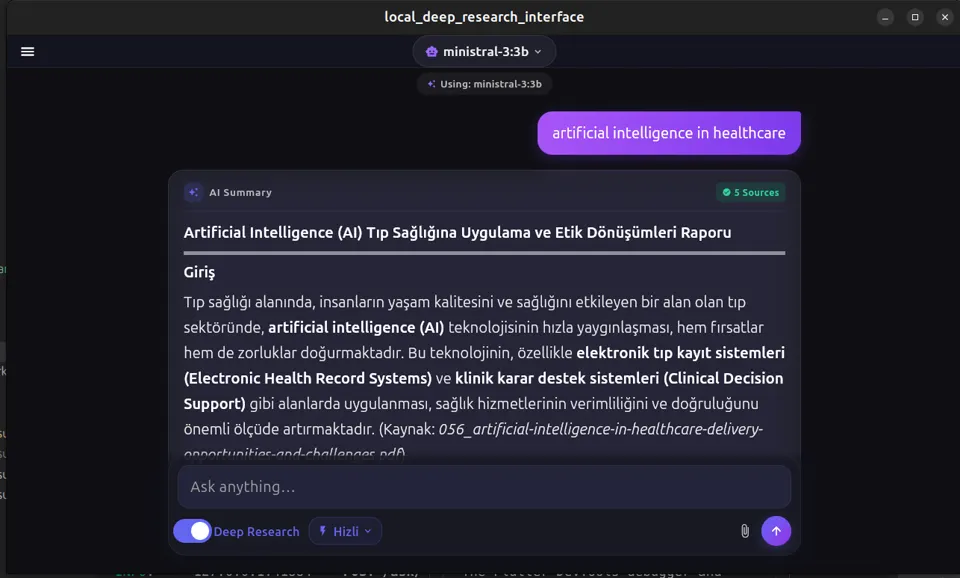 local_deep_research_interface
ministral-3:3b
Using: ministral-3:3b
artificial intelligence in healthcare
AI Summary
5 Sources
Artificial Intelligence (AI) Tıp Sağlığına Uygulama ve Etik Dönüşümleri Raporu
Giriş
Tıp sağlığı alanında, insanların yaşam kalitesini ve sağlığını etkileyen bir alan olan tıp
sektöründe, artificial intelligence (AI) teknolojisinin hızla yaygınlaşması, hem fırsatlar
hem de zorluklar doğurmaktadır. Bu teknolojinin, özellikle elektronik tıp kayıt sistemleri
(Electronic Health Record Systems) ve klinik karar destek sistemleri (Clinical Decision
Support) gibi alanlarda uygulanması, sağlık hizmetlerinin verimliliğini ve doğruluğunu
önemli ölçüde artırmaktadır. (Kaynak: 056_artificial-intelligence-in-healthcare-delivery-
opportunities-and-challenges.pdf)
Ask anything...
Deep Research
Hizli